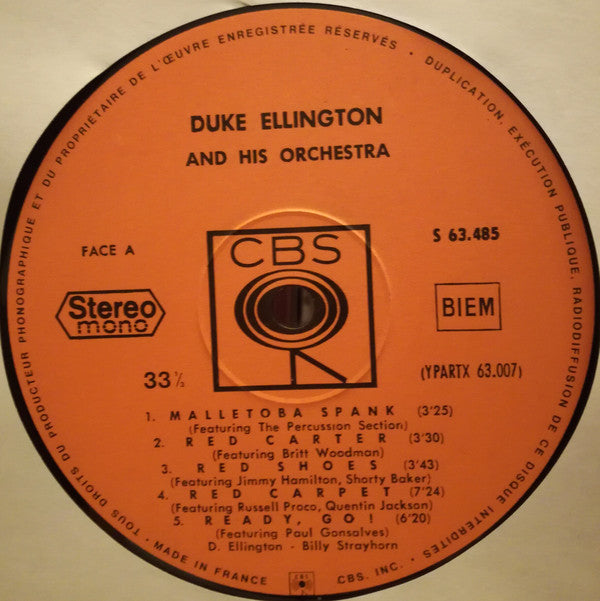 TOUS DROITS DU PRODUCTEUR PHONOGRAPHIQUE ET DU PROPRIÉTAIRE DE L'ŒUVRE ENREGISTRÉE RÉSERVÉS • DUPLICATION, EXÉCUTION PUBLIQUE, RADIODIFFUSION DE CE DISQUE INTERDITES •
DUKE ELLINGTON
AND HIS ORCHESTRA
FACE A
CBS
S 63.485
Stereo
mono
BIEM
33 ⅓
(YPARTX 63.007)
1. MALLETOBA SPANK (3'25)
(Featuring The Percussion Section)
2. RED CARTER (3'30)
(Featuring Britt Woodman)
3. RED SHOES (3'43)
(Featuring Jimmy Hamilton, Shorty Baker)
4. RED CARPET (7'24)
(Featuring Russell Proco, Quentin Jackson)
5. READY, GO! (6'20)
(Featuring Paul Gonsalves)
D. Ellington - Billy Strayhorn
• MADE IN FRANCE
CBS
CBS. INC. •